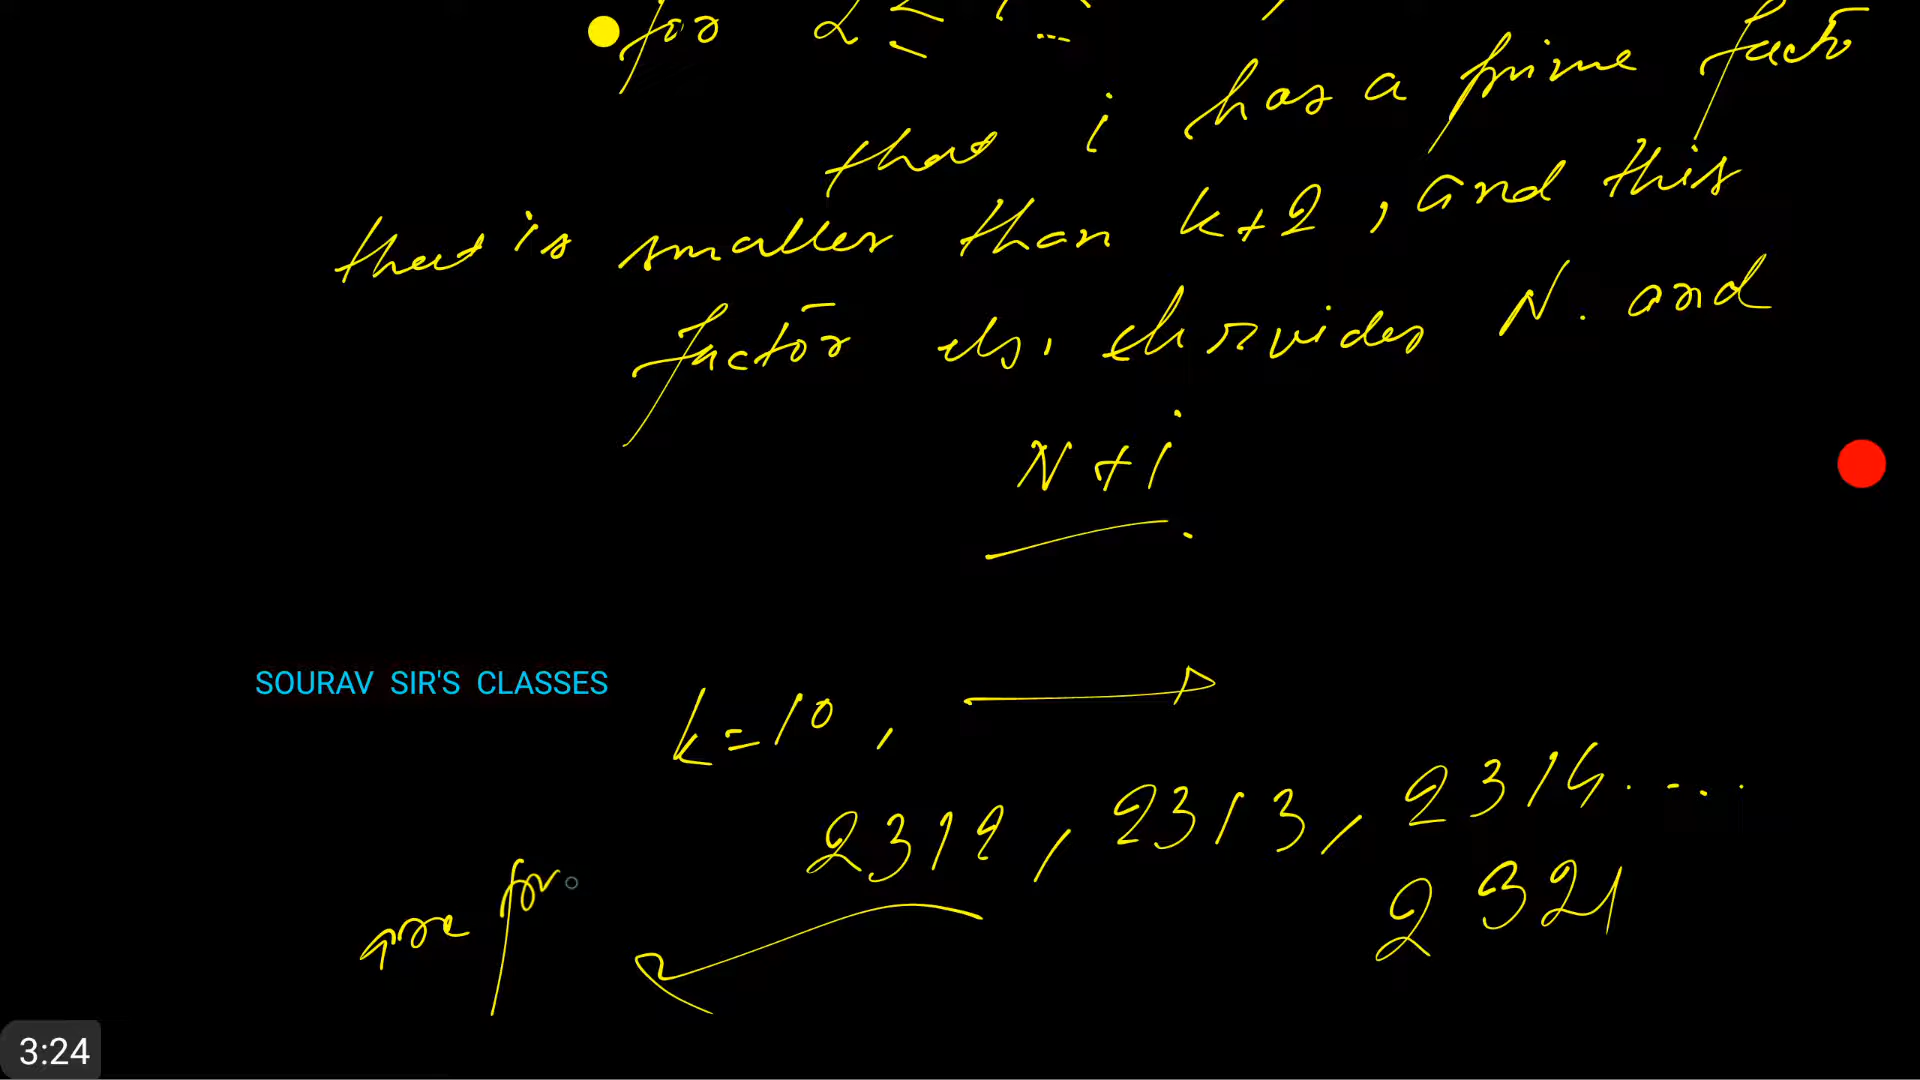 for 2 ≤
that i has a prime facto
that is smaller than k+2, and this
factor also divides N. and
N + i
SOURAV SIR'S CLASSES
k=10,
2312, 2313, 2314....
2321
are for
3:24